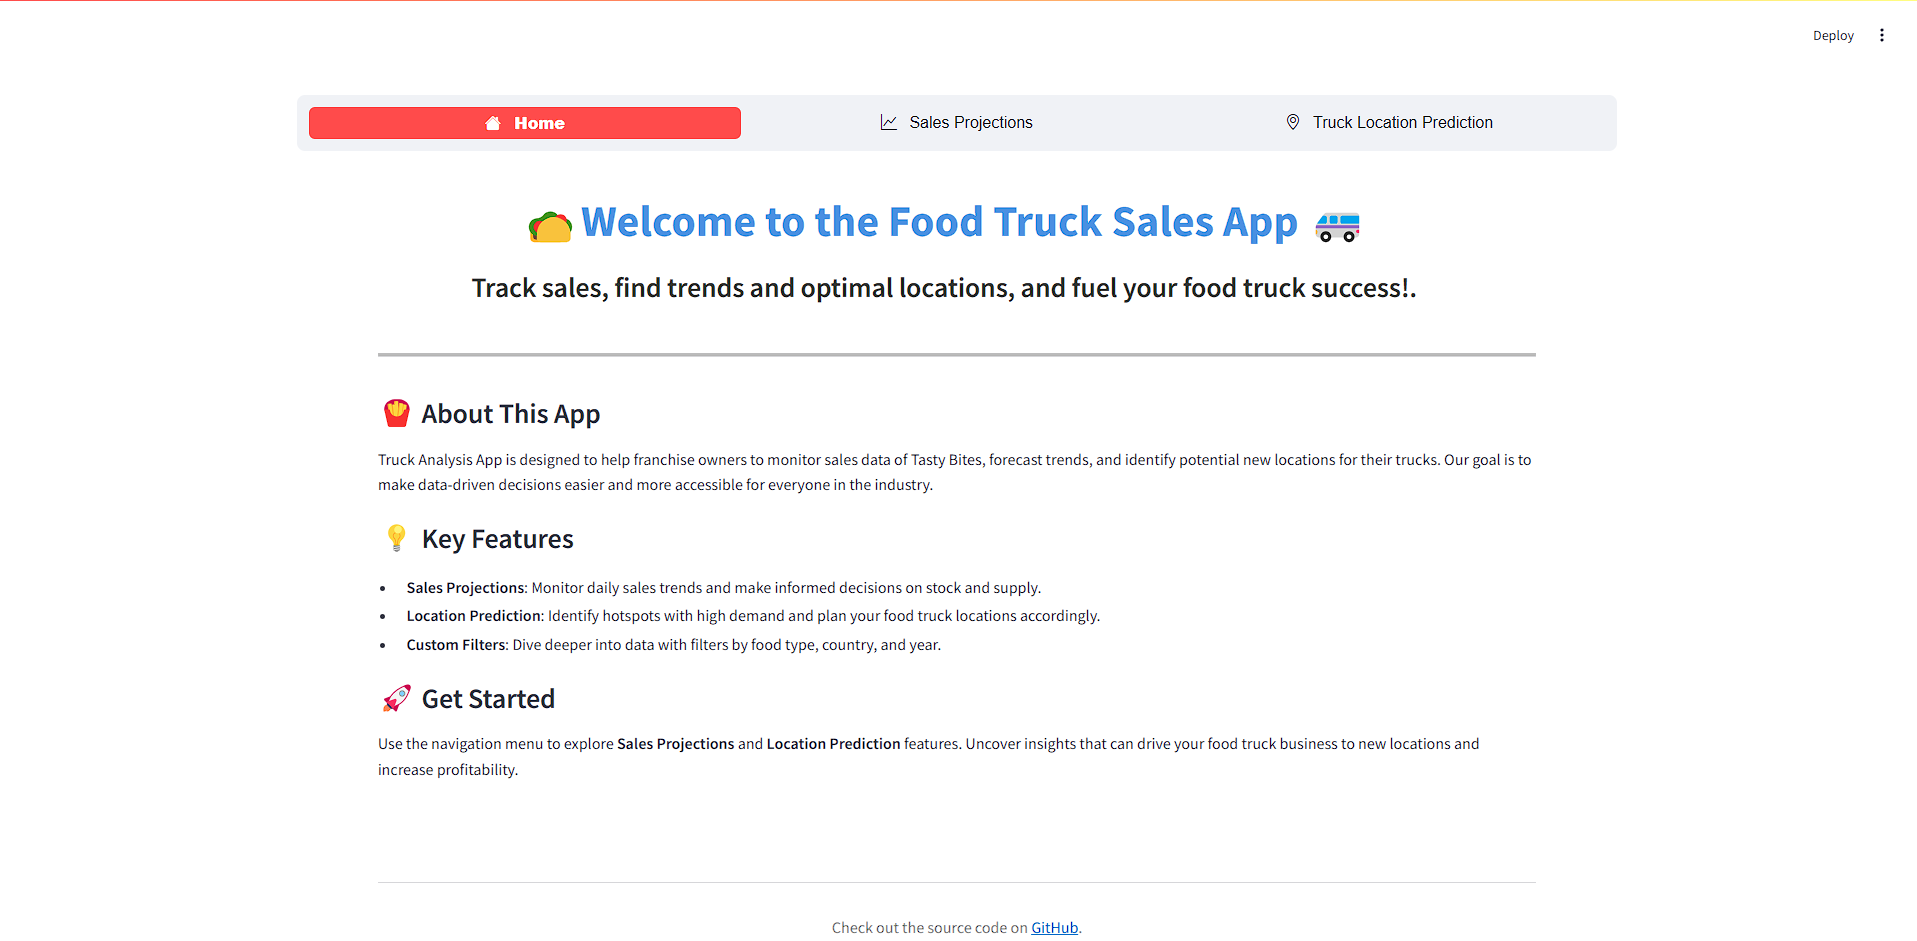 Deploy
Home
Sales Projections
Truck Location Prediction
Welcome to the Food Truck Sales App
Track sales, find trends and optimal locations, and fuel your food truck success!.
About This App
Truck Analysis App is designed to help franchise owners to monitor sales data of Tasty Bites, forecast trends, and identify potential new locations for their trucks. Our goal is to
make data-driven decisions easier and more accessible for everyone in the industry.
Key Features
• Sales Projections: Monitor daily sales trends and make informed decisions on stock and supply.
• Location Prediction: Identify hotspots with high demand and plan your food truck locations accordingly.
• Custom Filters: Dive deeper into data with filters by food type, country, and year.
Get Started
Use the navigation menu to explore Sales Projections and Location Prediction features. Uncover insights that can drive your food truck business to new locations and
increase profitability.
Check out the source code on GitHub.